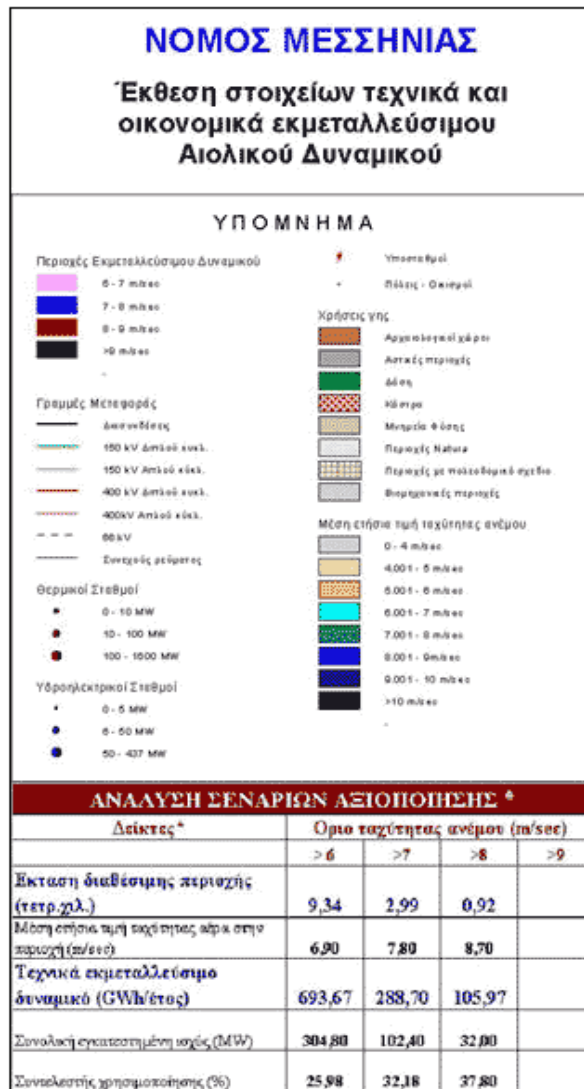 ΝΟΜΟΣ ΜΕΣΣΗΝΙΑΣ
Έκθεση στοιχείων τεχνικά και
οικονομικά εκμεταλλεύσιμου
Αιολικού Δυναμικού
ΥΠΟΜΝΗΜΑ
Περιοχές Εκμεταλλεύσιμου Δυναμικού
6 - 7 m/sec
7 - 8 m/sec
8 - 9 m/sec
>9 m/sec
Γραμμές Μεταφοράς
Διασυνδέσεις
150 kV Διπλού κυκλ.
150 kV Απλού κύκλ.
400 kV Διπλού κυκλ.
400kV Απλού κύκλ.
66 kV
Συνεχούς ρεύματος
Θερμικοί Σταθμοί
0 - 10 MW
10 - 100 MW
100 - 1600 MW
Υδροηλεκτρικοί Σταθμοί
0 - 5 MW
6 - 50 MW
50 - 437 MW
Υποσταθμοί
Πόλεις - Οικισμοί
Χρήσεις γης
Αρχαιολογικοί χώροι
Αστικές περιοχές
Δάση
Κάστρα
Μνημεία Φύσης
Περιοχές Natura
Περιοχές με πολεοδομικό σχεδιο
Βιομηχανικές περιοχές
Μέση ετήσια τιμή ταχύτητας ανέμου
0 - 4 m/sec
4.001 - 5 m/sec
5.001 - 6 m/sec
6.001 - 7 m/sec
7.001 - 8 m/sec
8.001 - 9m/sec
9.001 - 10 m/sec
>10 m/sec
ΑΝΑΛΥΣΗ ΣΕΝΑΡΙΩΝ ΑΞΙΟΠΟΙΗΣΗΣ *
Δείκτες* Οριο ταχύτητας ανέμου (m/sec)
>6 >7 >8 >9
Εκταση διαθέσιμης περιοχής
(τετρ.χιλ.) 9,34 2,99 0,92
Μέση ετήσια τιμή ταχύτητας αέρα στην
περιοχή (m/sec) 6,90 7,80 8,70
Τεχνικά εκμεταλλεύσιμο
δυναμικό (GWh/έτος) 693,67 288,70 105,97
Συνολική εγκατεστημένη ισχύς (MW) 304,80 102,40 32,00
Συντελεστής χρησιμοποίησης (%) 25,98 32,18 37,80